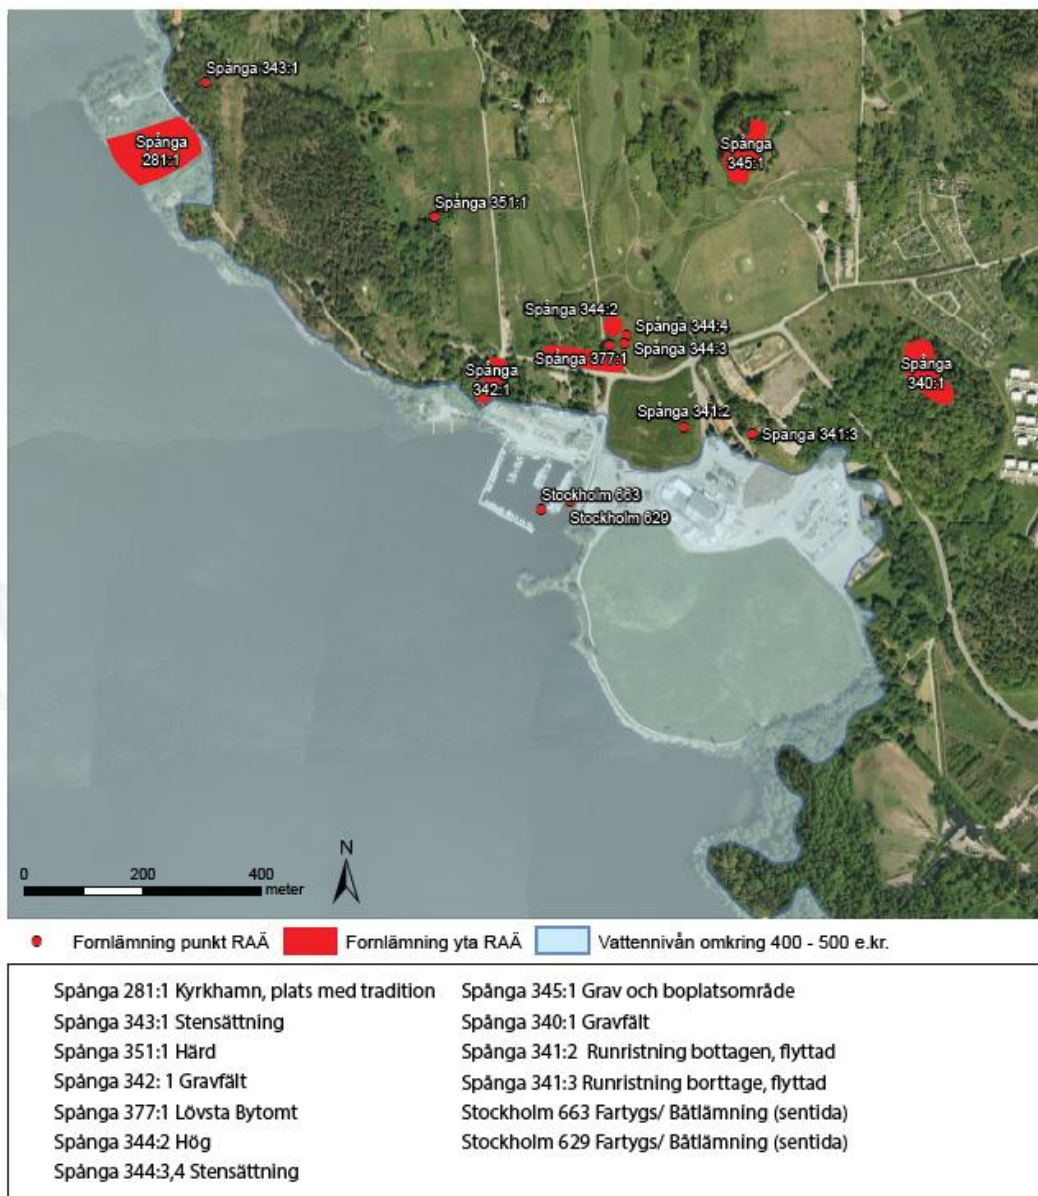 Spånga 343:1
Spånga
281:1
Spånga
345:1
Spånga 351:1
Spånga 344:2
Spånga 344:4
Spånga 344:3
Spånga 377:1
Spånga
342:1
Spånga
340:1
Spånga 341:2
Spånga 341:3
Stockholm 663
Stockholm 629
N
0 200 400
meter
Fornlämning punkt RAÄ Fornlämning yta RAÄ Vattennivån omkring 400 - 500 e.kr.
Spånga 281:1 Kyrkhamn, plats med tradition
Spånga 343:1 Stensättning
Spånga 351:1 Härd
Spånga 342: 1 Gravfält
Spånga 377:1 Lövsta Bytomt
Spånga 344:2 Hög
Spånga 344:3,4 Stensättning
Spånga 345:1 Grav och boplatsområde
Spånga 340:1 Gravfält
Spånga 341:2 Runristning bottagen, flyttad
Spånga 341:3 Runristning borttage, flyttad
Stockholm 663 Fartygs/ Båtlämning (sentida)
Stockholm 629 Fartygs/ Båtlämning (sentida)